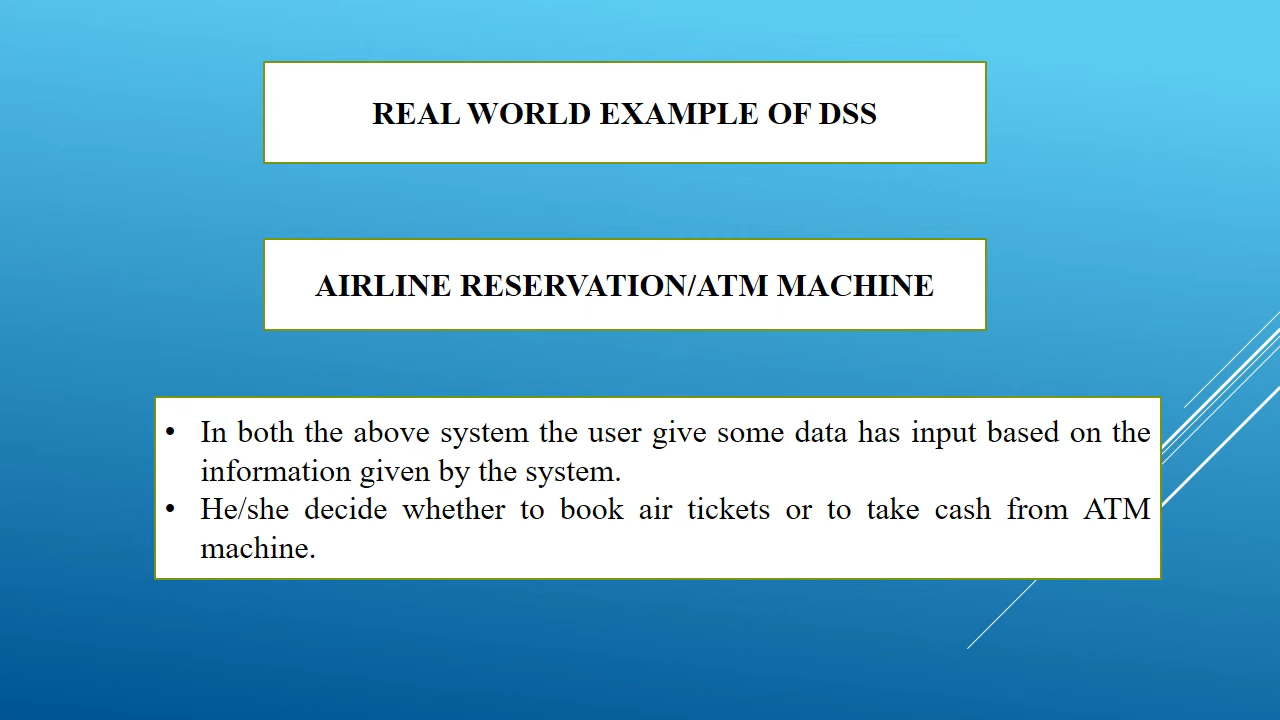 REAL WORLD EXAMPLE OF DSS
AIRLINE RESERVATION/ATM MACHINE
• In both the above system the user give some data has input based on the
information given by the system.
• He/she decide whether to book air tickets or to take cash from ATM
machine.